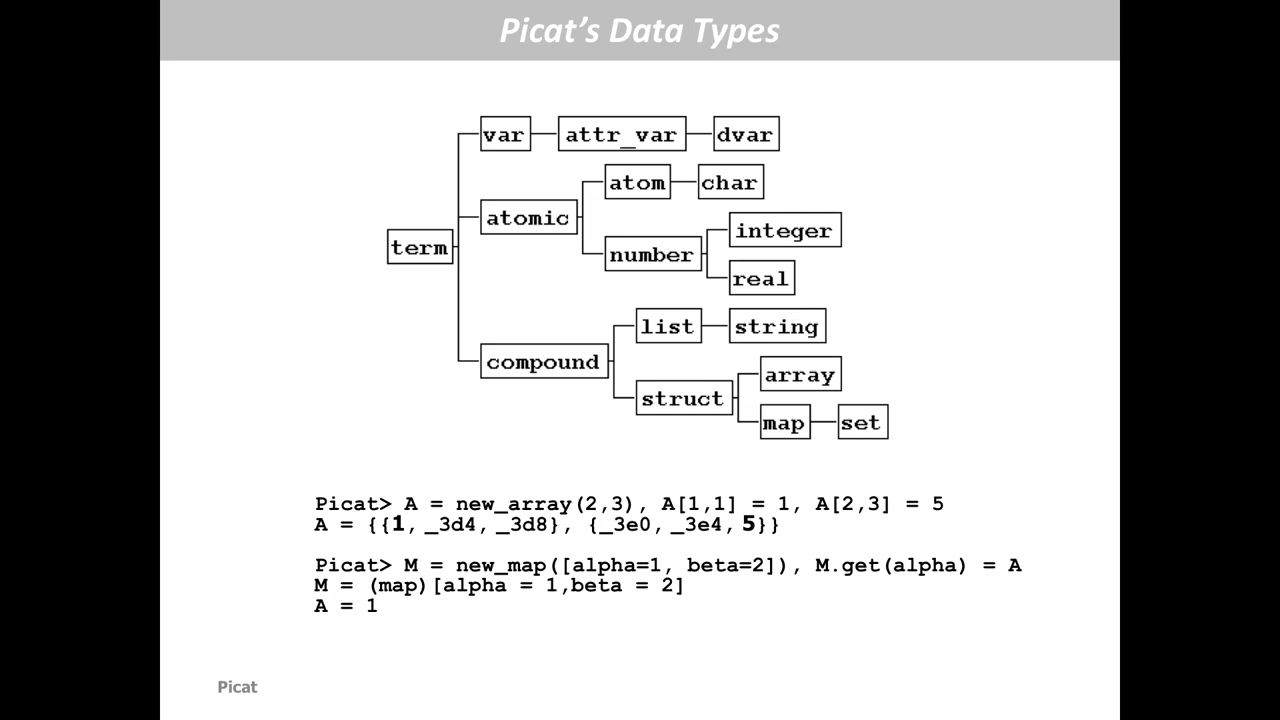 Picat's Data Types
var attr_var dvar
atom char
atomic
integer
term
number
real
list string
compound
array
struct
map set
Picat> A = new_array(2,3), A[1,1] = 1, A[2,3] = 5
A = {{1, _3d4, _3d8}, {_3e0, _3e4, 5}}
Picat> M = new_map([alpha=1, beta=2]), M.get(alpha) = A
M = (map)[alpha = 1,beta = 2]
A = 1
Picat